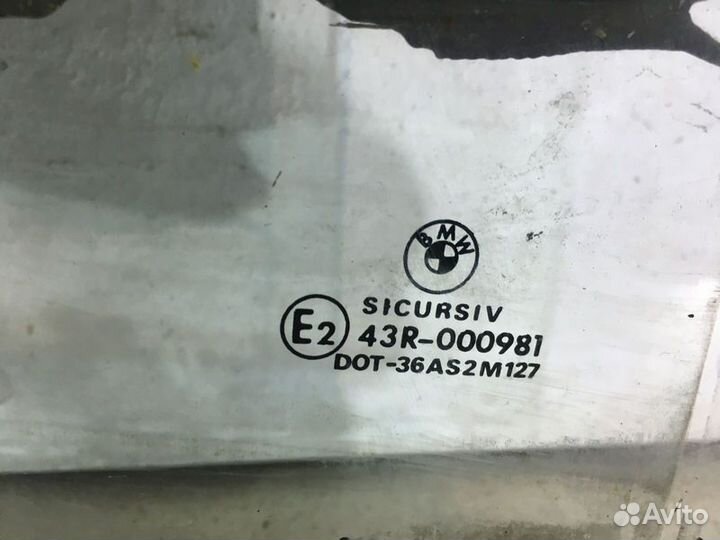 BMW
SICURSIV
E2
43R-000981
DOT-36AS2M127
Avito